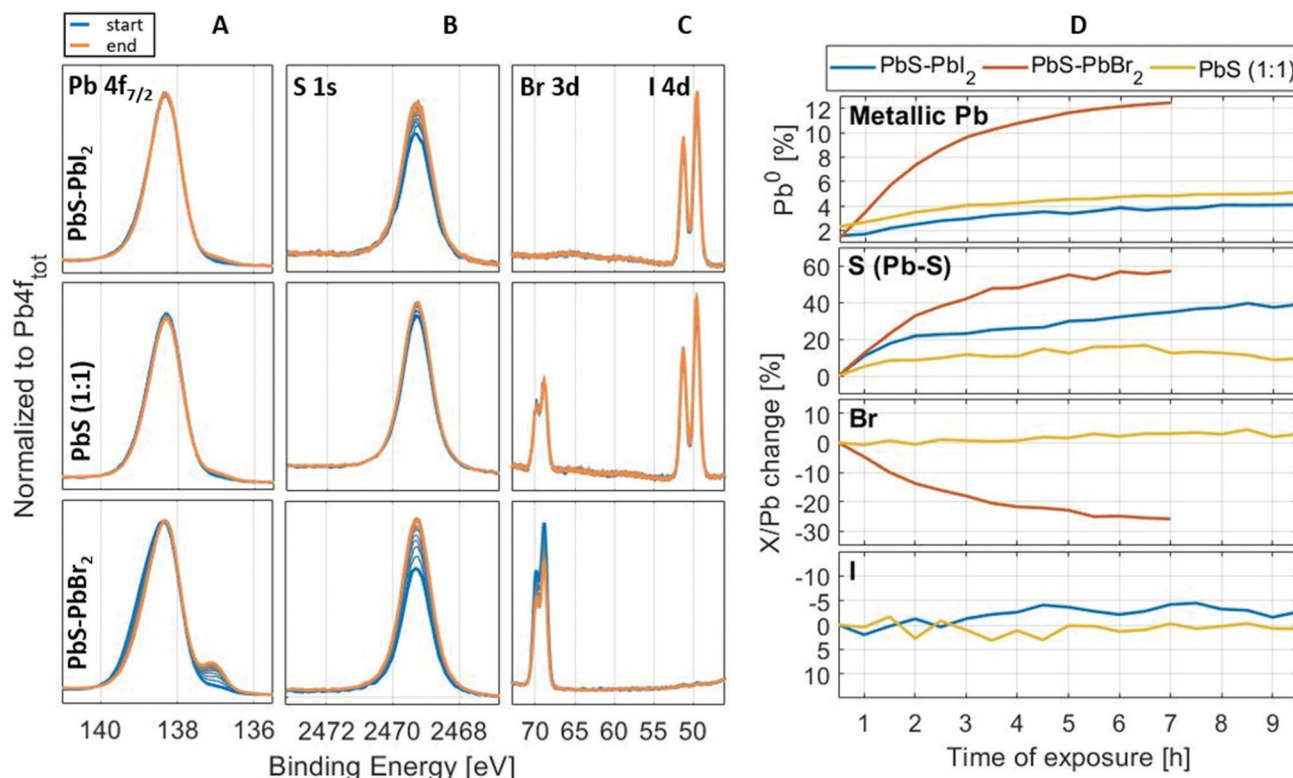 start
end
A
B
C
D
Pb 4f7/2
S 1s
Br 3d
I 4d
PbS-PbI2
PbS (1:1)
PbS-PbBr2
Normalized to Pb4ftot
140 138 136
2472 2470 2468
70 65 60 55 50
Binding Energy [eV]
PbS-PbI2
PbS-PbBr2
PbS (1:1)
Metallic Pb
Pb0 [%]
12
10
8
6
4
2
S (Pb-S)
60
40
20
0
X/Pb change [%]
Br
10
0
-10
-20
-30
I
-10
-5
0
5
10
1 2 3 4 5 6 7 8 9
Time of exposure [h]